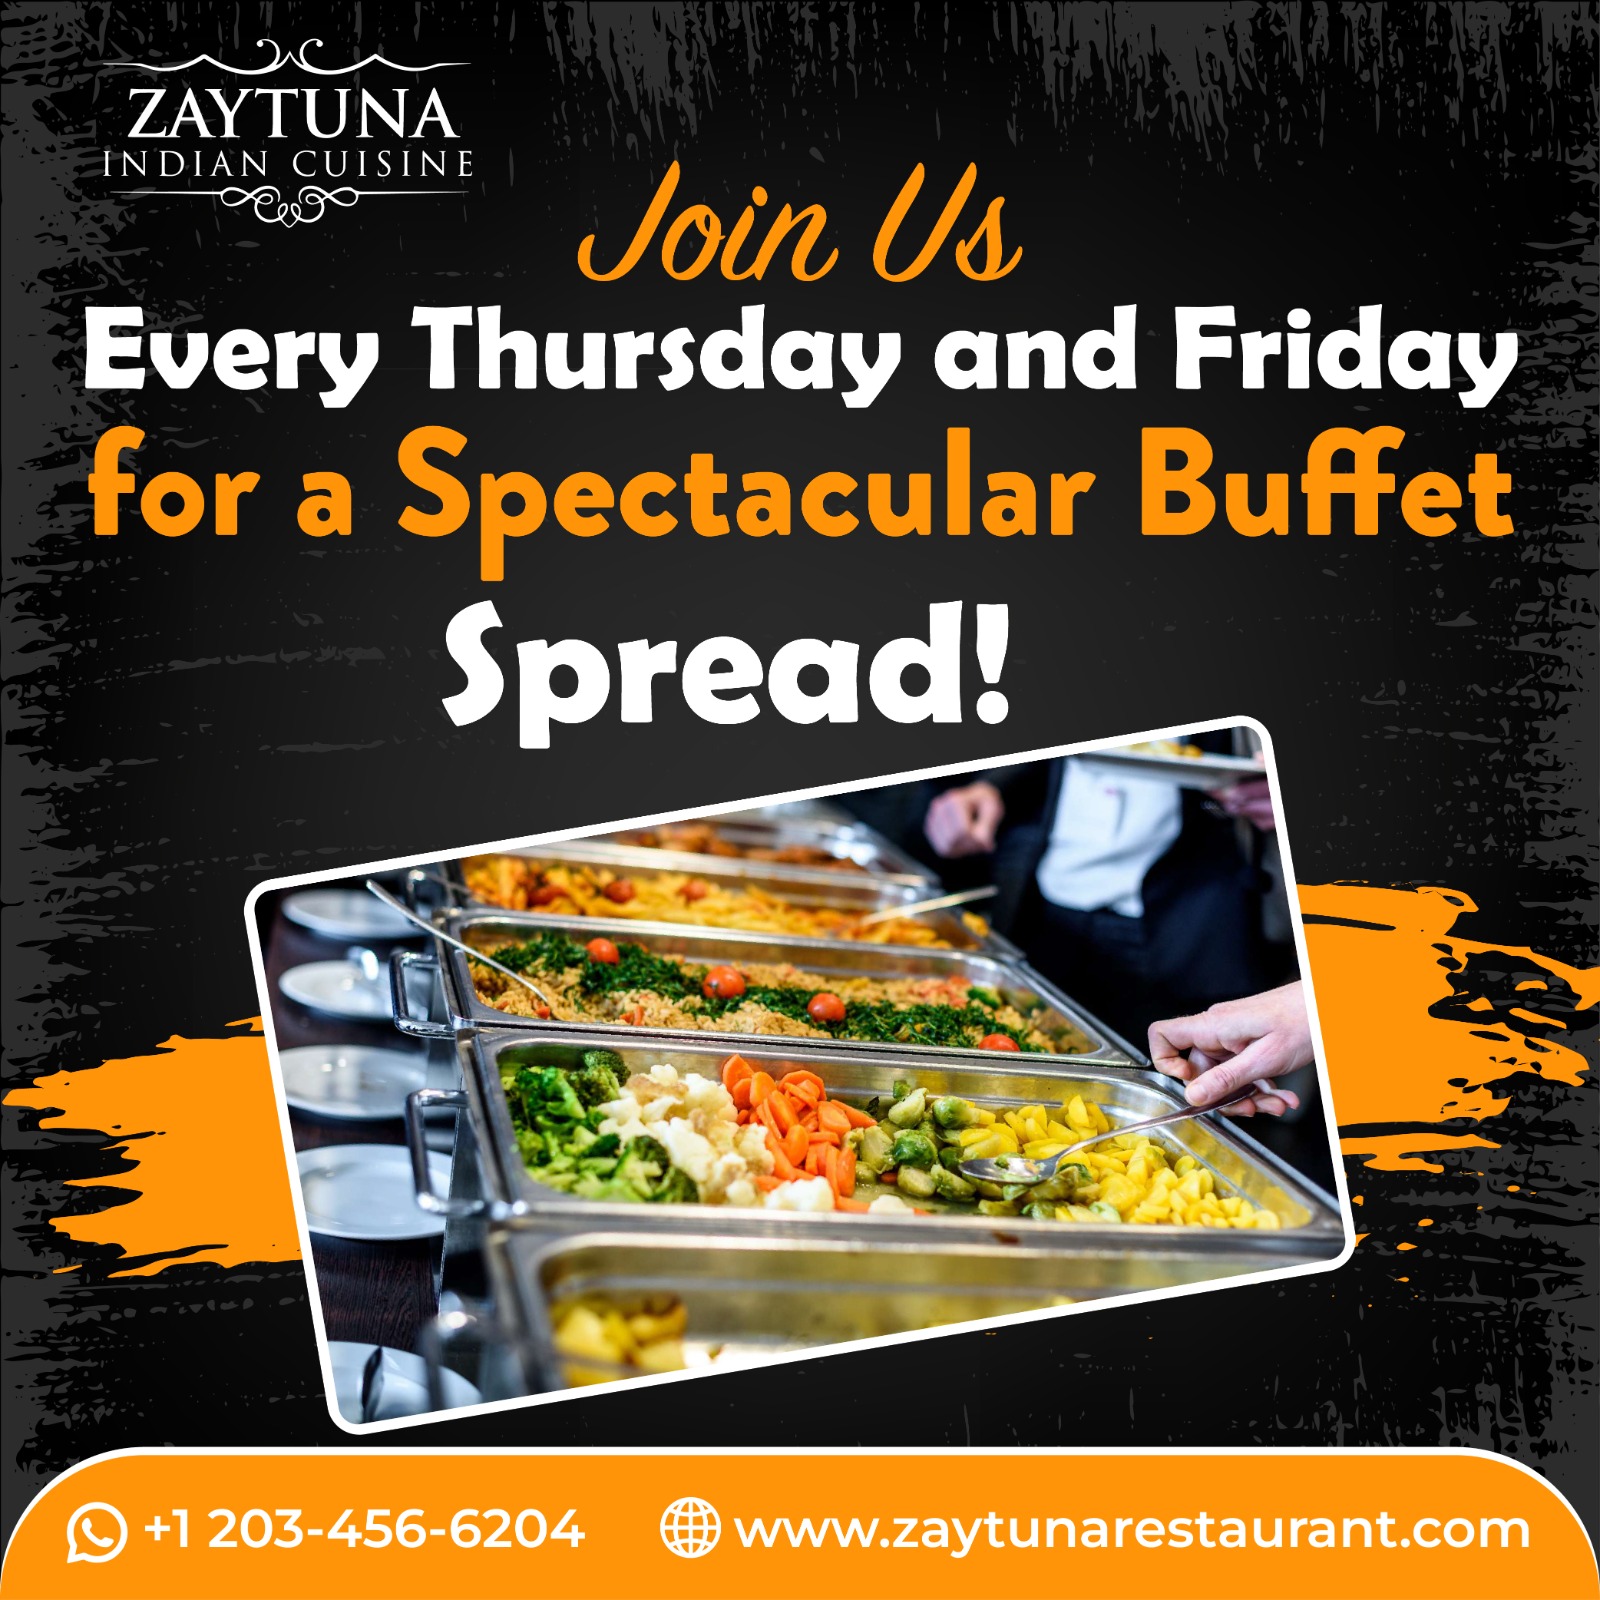 ZAYTUNA
INDIAN CUISINE
Join Us
Every Thursday and Friday
for a Spectacular Buffet
Spread!
+1 203-456-6204
www.zaytunarestaurant.com